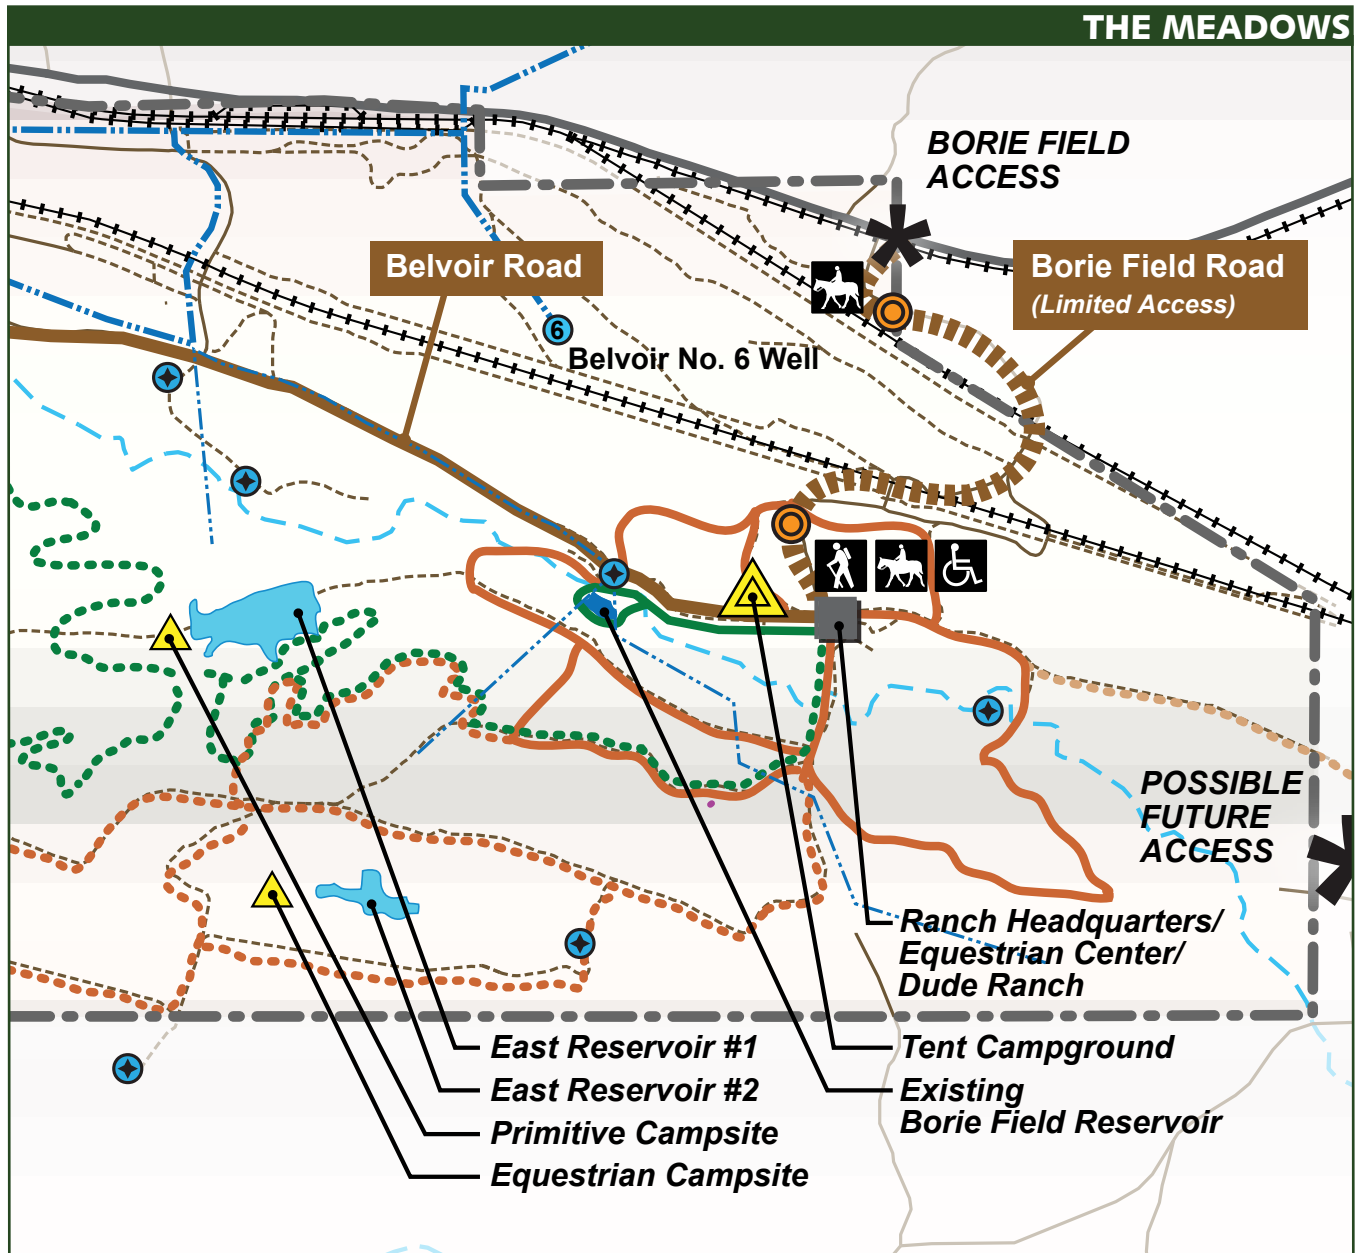 THE MEADOWS
BORIE FIELD
ACCESS
Belvoir Road
Borie Field Road
(Limited Access)
6
Belvoir No. 6 Well
POSSIBLE
FUTURE
ACCESS
Ranch Headquarters/
Equestrian Center/
Dude Ranch
East Reservoir #1
Tent Campground
East Reservoir #2
Existing
Borie Field Reservoir
Primitive Campsite
Equestrian Campsite